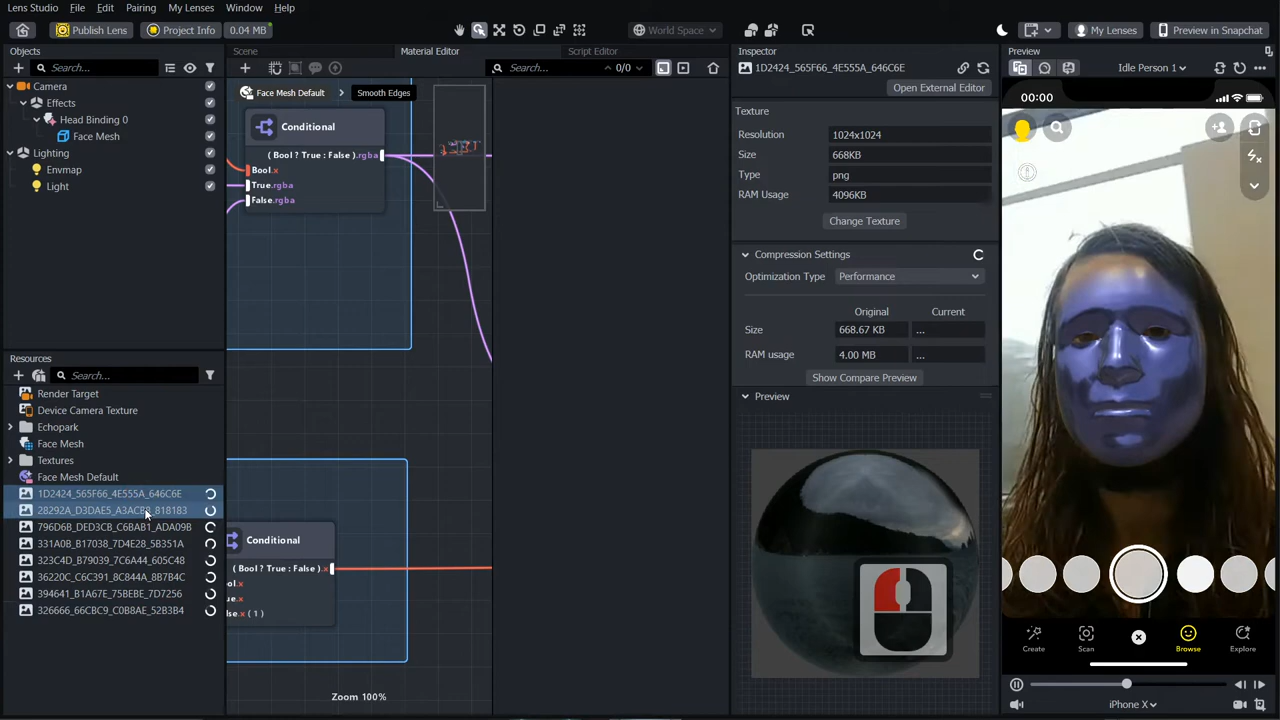 Lens Studio File Edit Pairing My Lenses Window Help
Publish Lens Project Info 0.04 MB World Space My Lenses Preview in Snapchat
Objects Scene Material Editor Script Editor Inspector Preview
Search... Search... 0/0 1D2424_565F66_4E555A_646C6E Idle Person 1
Camera
Effects
Head Binding 0
Face Mesh
Lighting
Envmap
Light
Face Mesh Default Smooth Edges
Conditional
( Bool ? True : False ).rgba
Bool.x
True.rgba
False.rgba
Open External Editor
Texture
Resolution 1024x1024
Size 668KB
Type png
RAM Usage 4096KB
Change Texture
Compression Settings
Optimization Type Performance
Original Current
Size 668.67 KB ...
RAM usage 4.00 MB ...
Show Compare Preview
Preview
00:00
Resources
Search...
Render Target
Device Camera Texture
Echopark
Face Mesh
Textures
Face Mesh Default
1D2424_565F66_4E555A_646C6E
796D6B_DED3CB_C6BAB1_ADA09B
331A0B_B17038_7D4E28_5B351A
323C4D_B79039_7C6A44_605C48
36220C_C6C391_8C844A_8B7B4C
394641_B1A67E_75BEBE_7D7256
326666_66CBC9_C0B8AE_52B3B4
Conditional
( Bool ? True : False ).x
ol.x
ue.x
lse.x ( 1 )
Zoom 100%
Create Scan Browse Explore
iPhone X